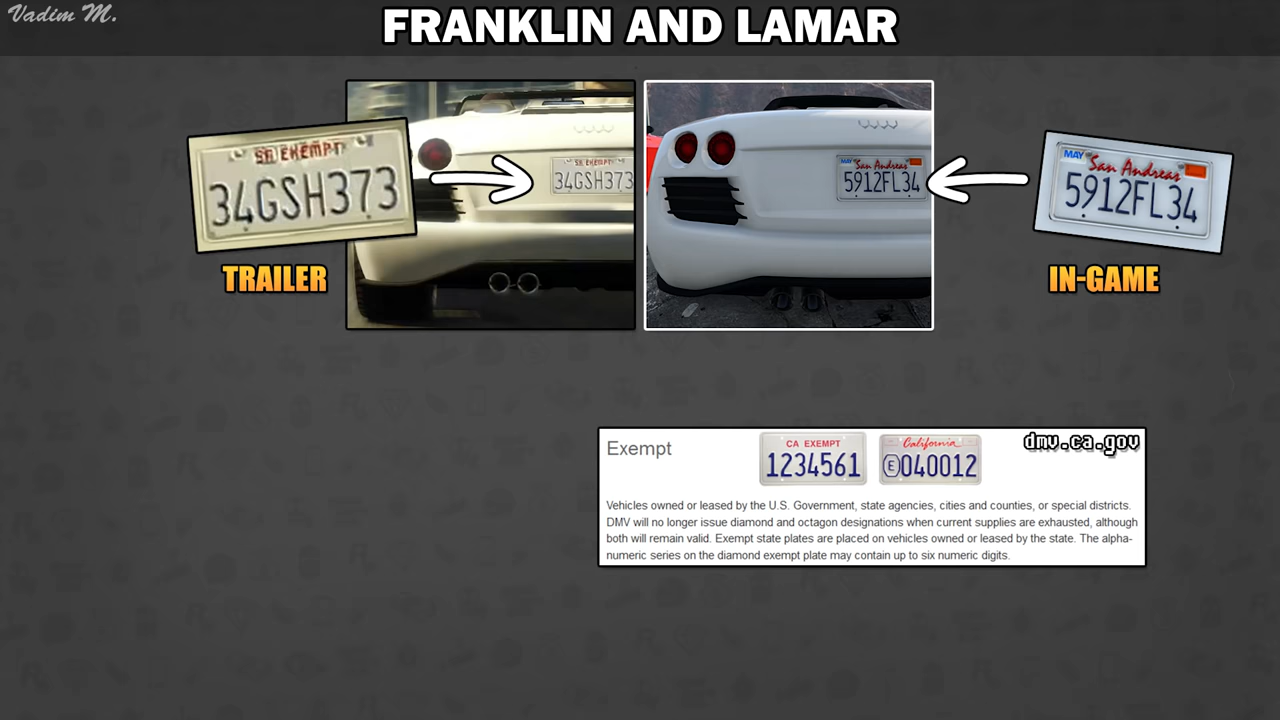 Vadim M.
FRANKLIN AND LAMAR
SA EXEMPT
34GSH373
SA EXEMPT
34GSH373
MAY San Andreas
5912FL34
MAY San Andreas
5912FL34
TRAILER
IN-GAME
Exempt
CA EXEMPT
1234561
California
E 040012
dmv.ca.gov
Vehicles owned or leased by the U.S. Government, state agencies, cities and counties, or special districts.
DMV will no longer issue diamond and octagon designations when current supplies are exhausted, although
both will remain valid. Exempt state plates are placed on vehicles owned or leased by the state. The alpha-
numeric series on the diamond exempt plate may contain up to six numeric digits.